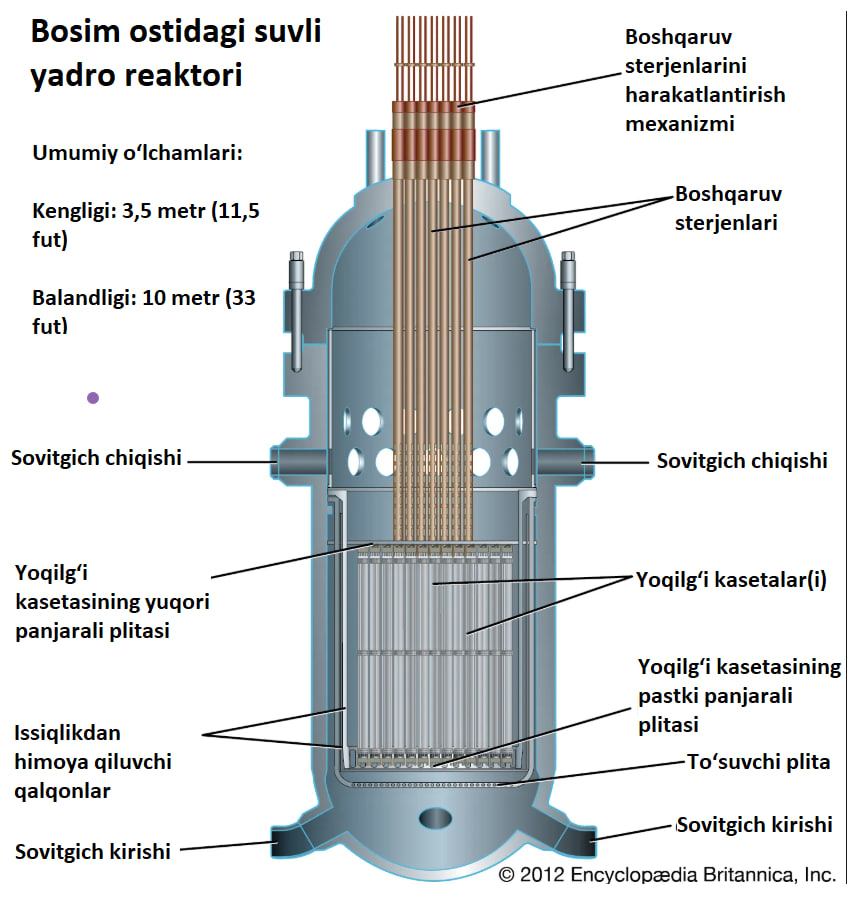 Bosim ostidagi suvli
yadro reaktori
Umumiy o‘lchamlari:
Kengligi: 3,5 metr (11,5
fut)
Balandligi: 10 metr (33
fut)
Boshqaruv
sterjenlarini
harakatlantirish
mexanizmi
Boshqaruv
sterjenlari
Sovitgich chiqishi
Sovitgich chiqishi
Yoqilg‘i
kasetasining yuqori
panjarali plitasi
Yoqilg‘i kasetalar(i)
Yoqilg‘i kasetasining
pastki panjarali
plitasi
Issiqlikdan
himoya qiluvchi
qalqonlar
To‘suvchi plita
Sovitgich kirishi
Sovitgich kirishi
© 2012 Encyclopædia Britannica, Inc.